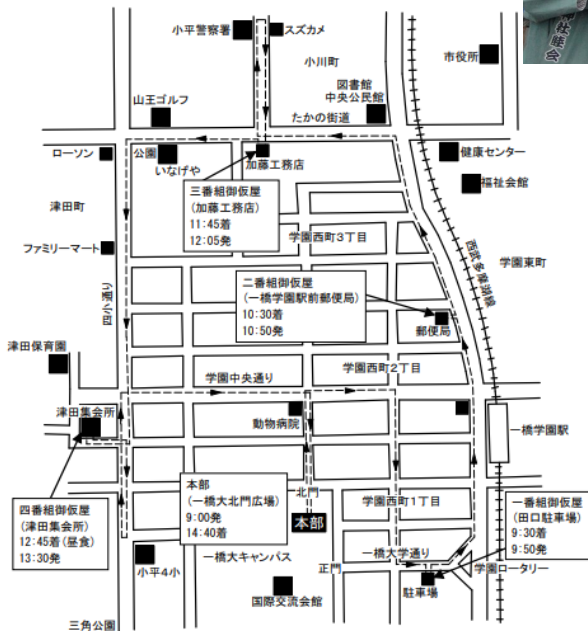 小平警察署
スズカメ
小川町
市役所
図書館
中央公民館
山王ゴルフ
たかの街道
ローソン
公園
いなげや
加藤工務店
健康センター
福祉会館
三番組御仮屋
(加藤工務店)
11:45着
12:05発
津田町
学園西町3丁目
西武多摩湖線
学園東町
ファミリーマート
四小通り
二番組御仮屋
(一橋学園駅前郵便局)
10:30着
10:50発
郵便局
津田保育園
学園中央通り
学園西町2丁目
津田集会所
動物病院
一橋学園駅
四番組御仮屋
(津田集会所)
12:45着(昼食)
13:30発
本部
(一橋大北門広場)
9:00発
14:40着
北門
本部
学園西町1丁目
一番組御仮屋
(田口駐車場)
9:30着
9:50発
小平4小
一橋大キャンパス
正門
一橋大学通り
学園ロータリー
駐車場
国際交流会館
三角公園